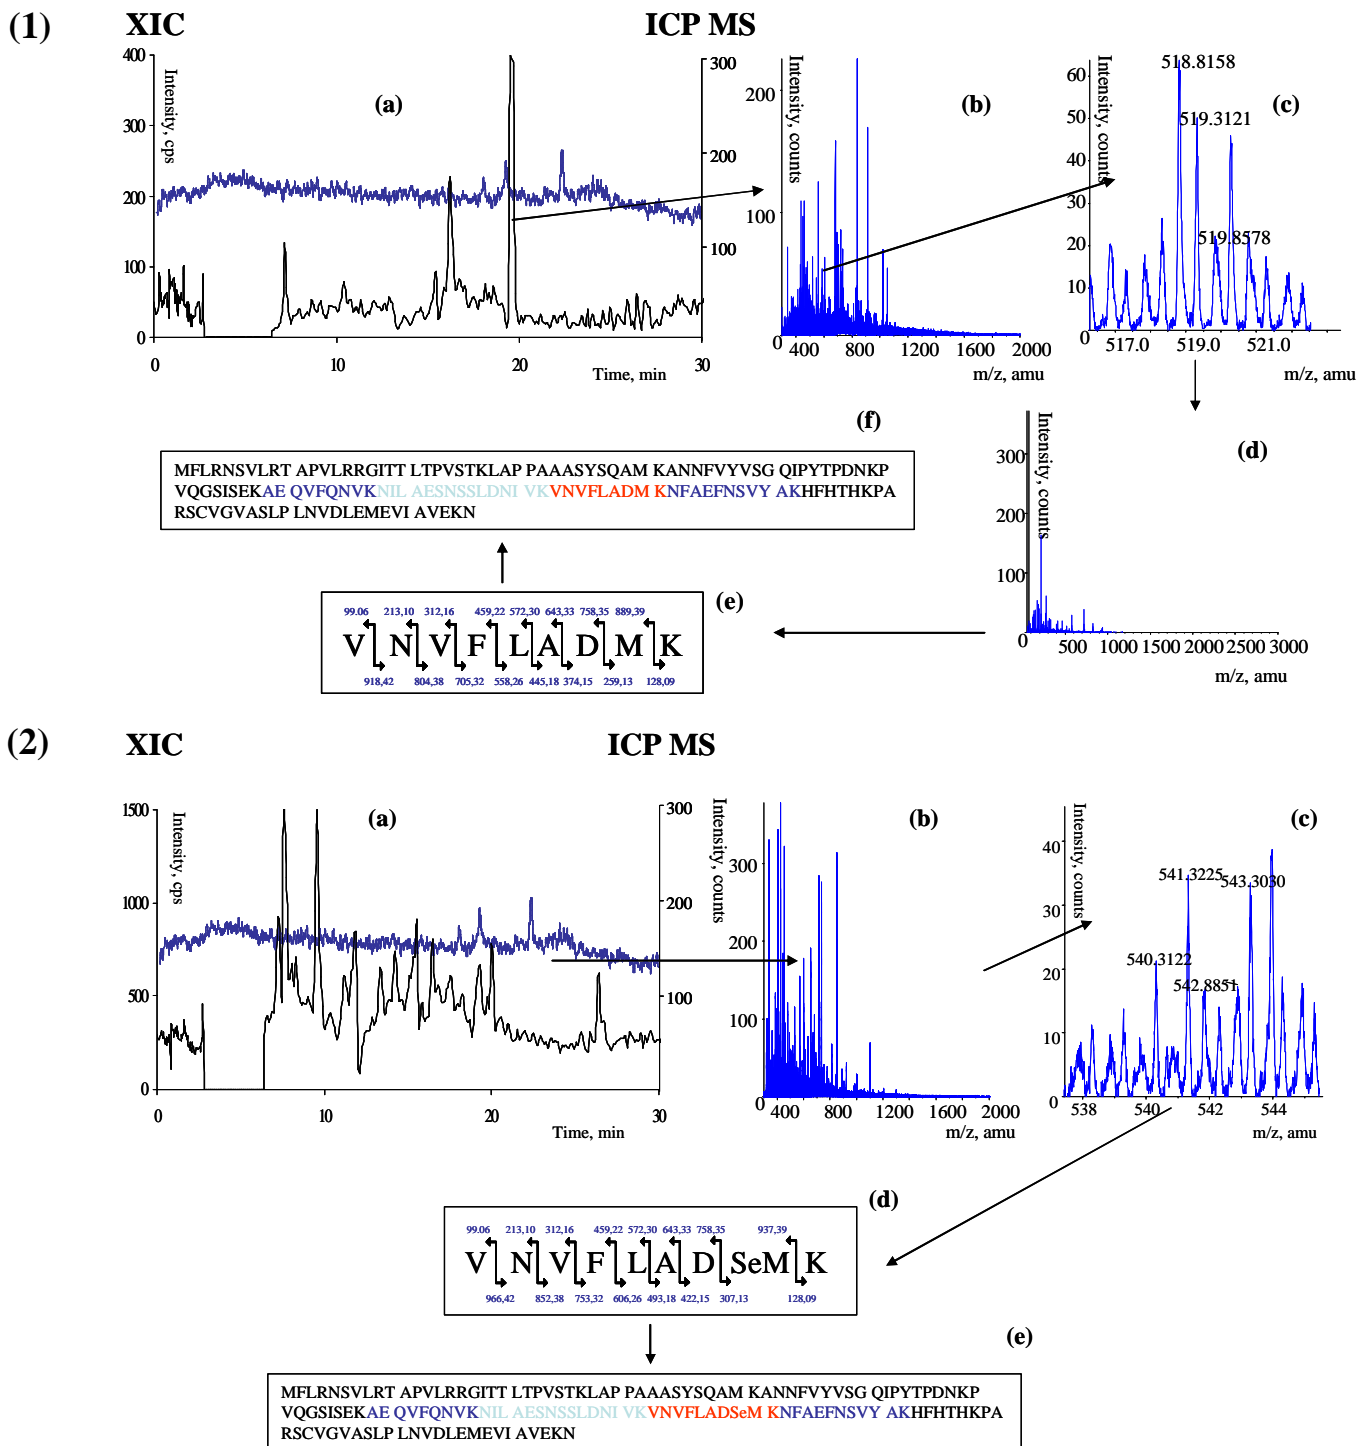 (1) XIC ICP MS
400
300
200
100
0
Intensity, cps
(a)
300
200
100
0 10 20 30
Time, min
200
100
Intensity, counts
(b)
0 400 800 1200 1600 2000
m/z, amu
60
50
40
30
20
10
0
Intensity, counts
518.8158
519.3121
519.8578
(c)
517.0 519.0 521.0
m/z, amu
(f)
MFLRNSVLRT APVLRRGITT LTPVSTKLAP PAAASYSQAM KANNFVYVSG QIPYTPDNKP
VQGSISEKAE QVFQNVKNIL AESNSSLDNI VKVNVFLADM KNFAEFNSVY AKHFHTHKPA
RSCVGVASLP LNVDLEMEVI AVEKN
300
200
100
0
Intensity, counts
(d)
500 1000 1500 2000 2500 3000
m/z, amu
(e)
99.06 213,10 312,16 459,22 572,30 643,33 758,35 889,39
V N V F L A D M K
918,42 804,38 705,32 558,26 445,18 374,15 259,13 128,09
(2) XIC ICP MS
1500
1000
500
0
Intensity, cps
(a)
300
200
100
0 10 20 30
Time, min
300
200
100
Intensity, counts
(b)
0 400 800 1200 1600 2000
m/z, amu
40
30
20
10
0
Intensity, counts
(c)
541.3225
543.3030
540.3122
542.8851
538 540 542 544
m/z, amu
(d)
99.06 213,10 312,16 459,22 572,30 643,33 758,35 937,39
V N V F L A D SeM K
966,42 852,38 753,32 606,26 493,18 422,15 307,13 128,09
(e)
MFLRNSVLRT APVLRRGITT LTPVSTKLAP PAAASYSQAM KANNFVYVSG QIPYTPDNKP
VQGSISEKAE QVFQNVKNIL AESNSSLDNI VKVNVFLADSeM KNFAEFNSVY AKHFHTHKPA
RSCVGVASLP LNVDLEMEVI AVEKN